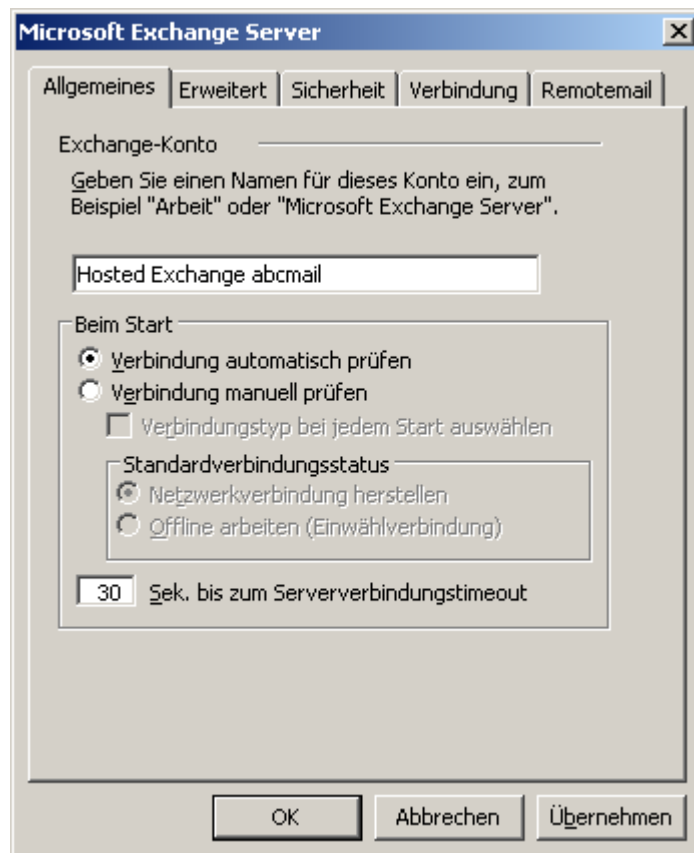 Microsoft Exchange Server
Allgemeines Erweitert Sicherheit Verbindung Remotemail
Exchange-Konto
Geben Sie einen Namen für dieses Konto ein, zum
Beispiel "Arbeit" oder "Microsoft Exchange Server".
Hosted Exchange abcmail
Beim Start
Verbindung automatisch prüfen
Verbindung manuell prüfen
Verbindungstyp bei jedem Start auswählen
Standardverbindungsstatus
Netzwerkverbindung herstellen
Offline arbeiten (Einwählverbindung)
30 Sek. bis zum Serververbindungstimeout
OK Abbrechen Übernehmen